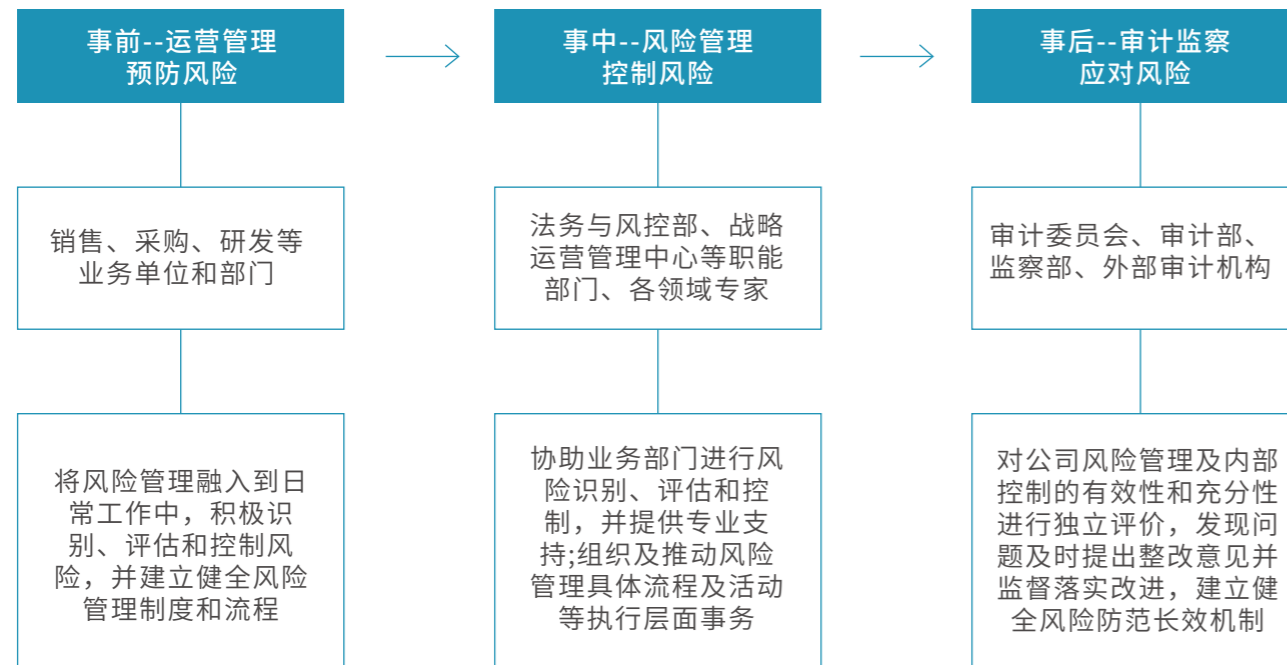 事前--运营管理
预防风险
事中--风险管理
控制风险
事后--审计监察
应对风险
销售、采购、研发等
业务单位和部门
法务与风控部、战略
运营管理中心等职能
部门、各领域专家
审计委员会、审计部、
监察部、外部审计机构
将风险管理融入到日
常工作中，积极识
别、评估和控制风
险，并建立健全风险
管理制度和流程
协助业务部门进行风
险识别、评估和控
制，并提供专业支
持;组织及推动风险
管理具体流程及活动
等执行层面事务
对公司风险管理及内部
控制的有效性和充分性
进行独立评价，发现问
题及时提出整改意见并
监督落实改进，建立健
全风险防范长效机制